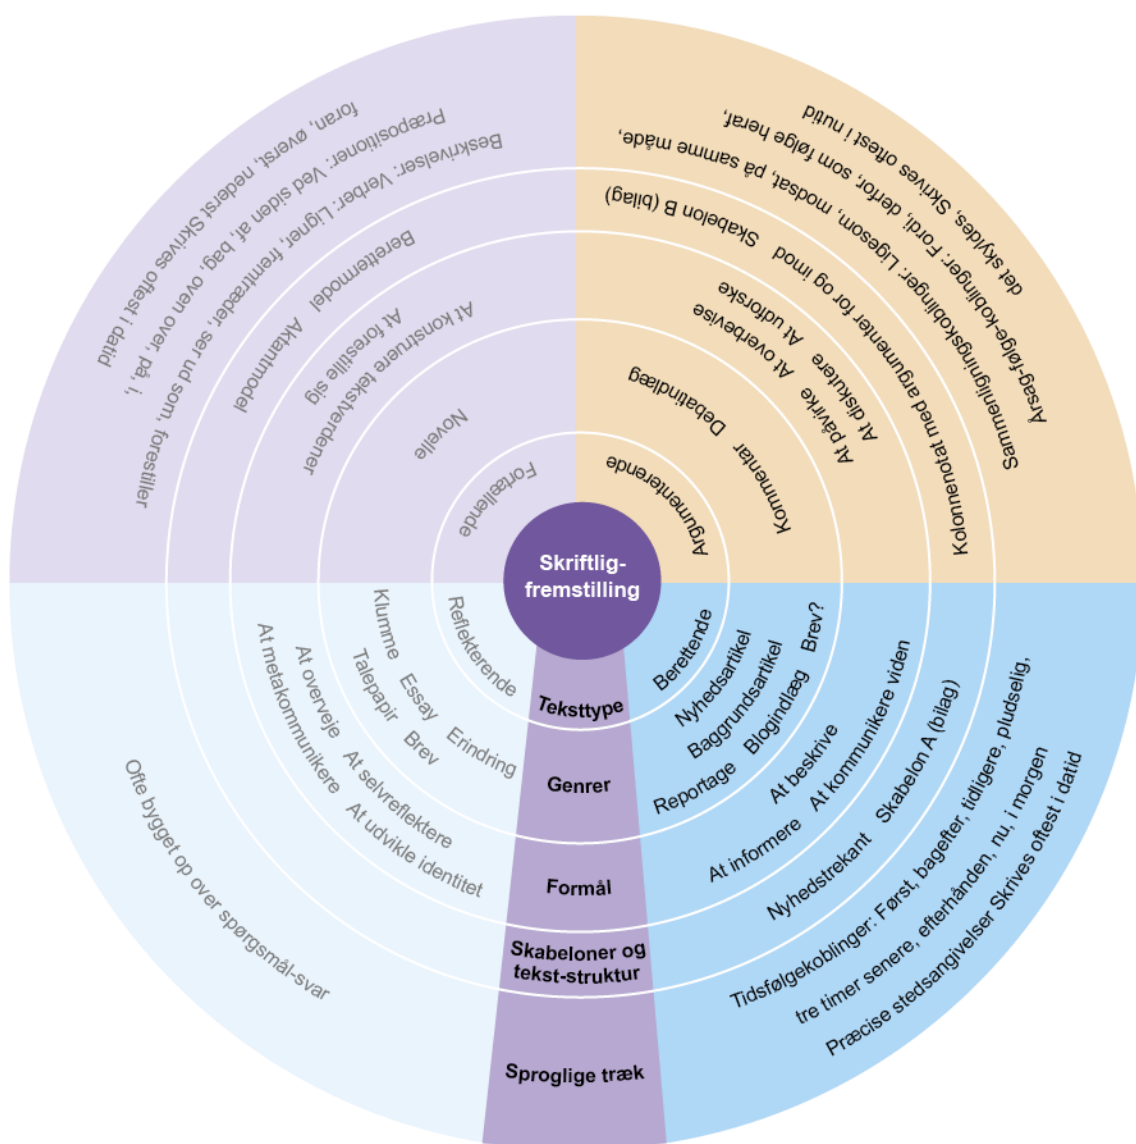 Skriftlig-
fremstilling
Teksttype
Genrer
Formål
Skabeloner og
tekst-struktur
Sproglige træk
Fortællende
Novelle
At forestille sig
At konstruere tekstverdener
Aktantmodel Berettermodel
Beskrivelser: Verber: Ligner, fremtræder, ser ud som, forestiller
Præpositioner: Ved siden af, bag, oven over, på, i,
foran, øverst, nederst Skrives oftest i datid
Argumenterende
Kommentar Debatindlæg
At påvirke At overbevise
At diskutere At udforske
Kolonnenotat med argumenter for og imod Skabelon B (bilag)
Sammenligningskoblinger: Ligesom, modsat, på samme måde,
Årsag-følge-koblinger: Fordi, derfor, som følge heraf,
det skyldes, Skrives oftest i nutid
Berettende
Nyhedsartikel
Baggrundsartikel
Reportage Blogindlæg Brev?
At beskrive
At informere At kommunikere viden
Nyhedstrekant Skabelon A (bilag)
Tidsfølgekoblinger: Først, bagefter, tidligere, pludselig,
tre timer senere, efterhånden, nu, i morgen
Præcise stedsangivelser Skrives oftest i datid
Reflekterende
Klumme Essay Erindring
Talepapir Brev
At overveje At selvreflektere
At metakommunikere At udvikle identitet
Ofte bygget op over spørgsmål-svar